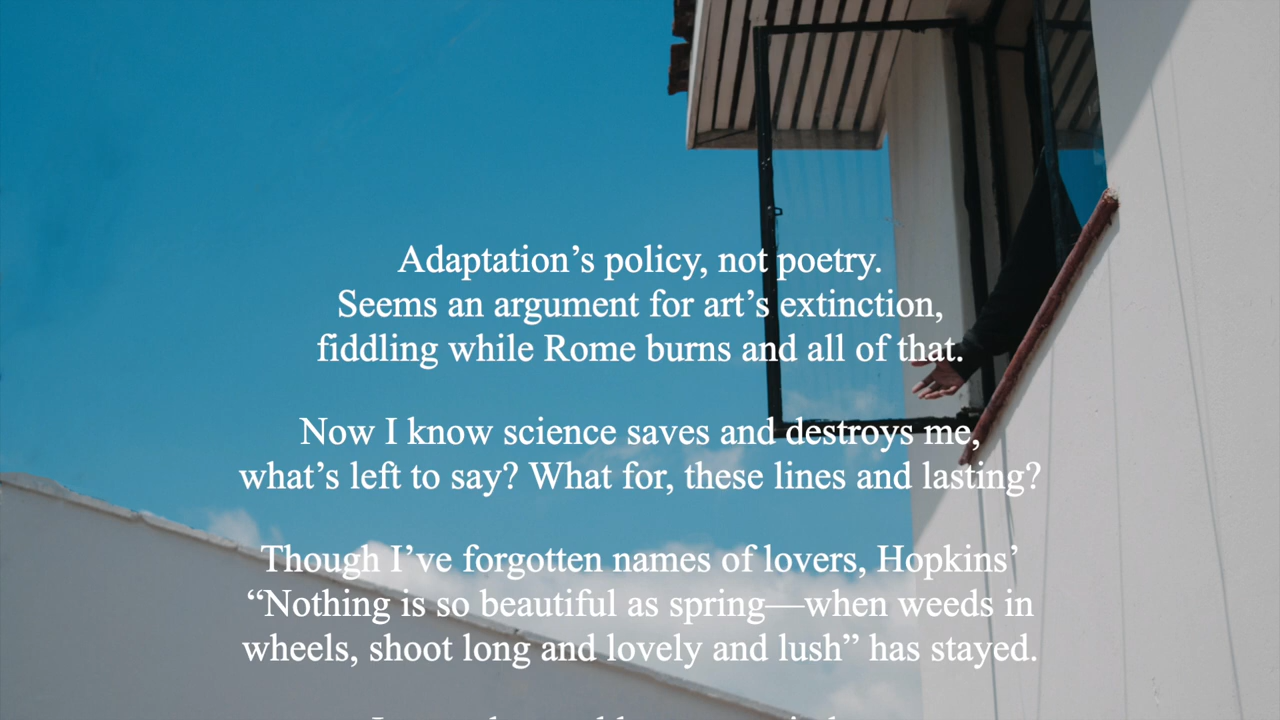 Adaptation’s policy, not poetry.
Seems an argument for art’s extinction,
fiddling while Rome burns and all of that.
Now I know science saves and destroys me,
what’s left to say? What for, these lines and lasting?
Though I’ve forgotten names of lovers, Hopkins’
“Nothing is so beautiful as spring—when weeds in
wheels, shoot long and lovely and lush” has stayed.